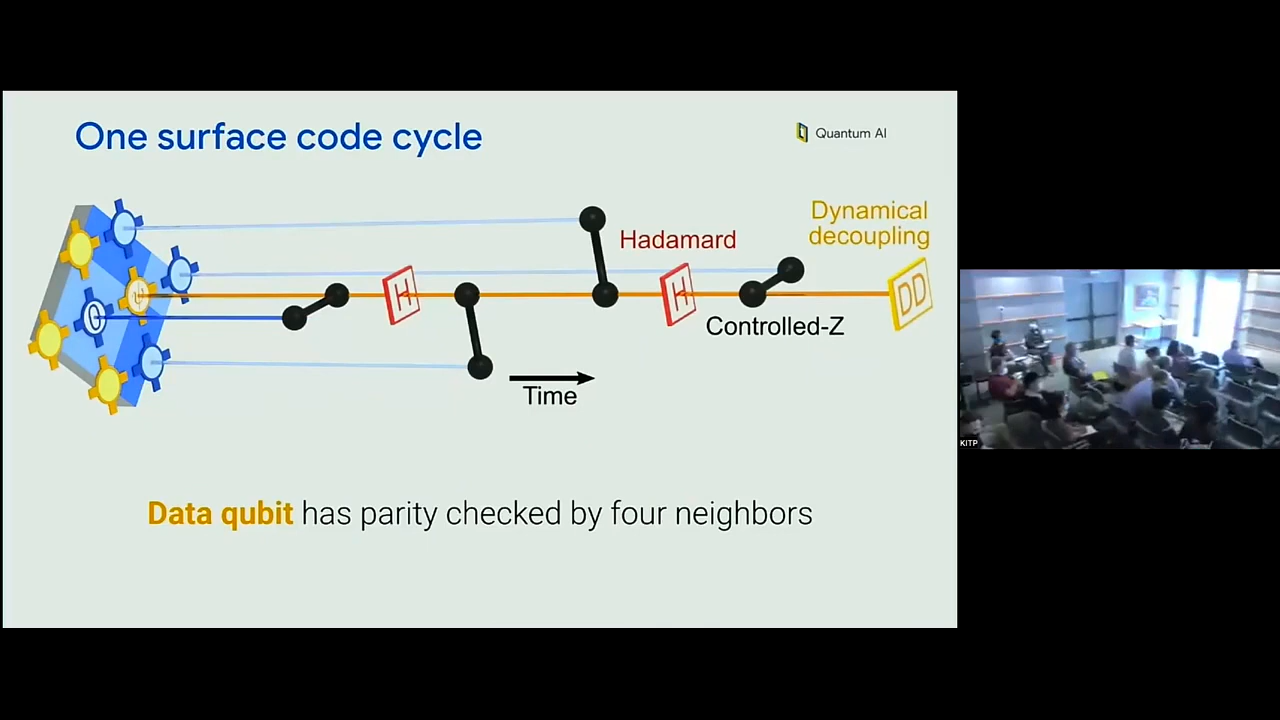 One surface code cycle
Quantum AI
Dynamical
decoupling
Hadamard
H
H
DD
ψ
0
Controlled-Z
Time
Data qubit has parity checked by four neighbors
KITP